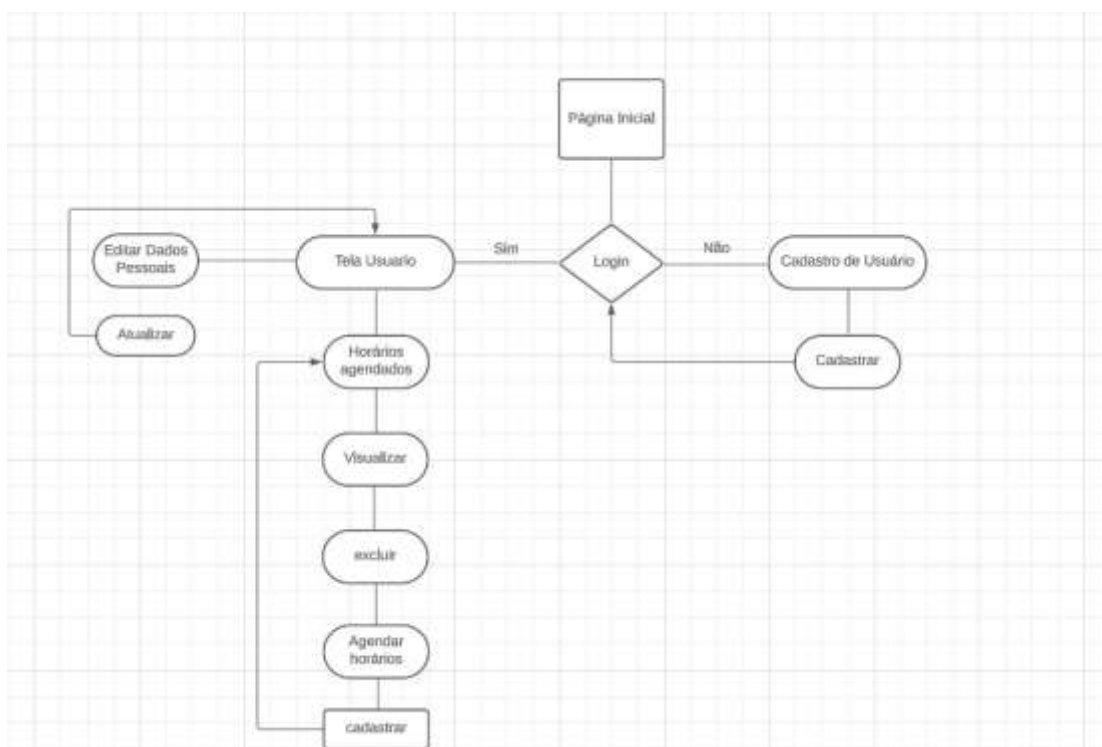 Página Inicial
Editar Dados
Pessoais
Tela Usuario
Sim
Login
Não
Cadastro de Usuário
Atualizar
Horários
agendados
Cadastrar
Visualizar
excluir
Agendar
horários
cadastrar